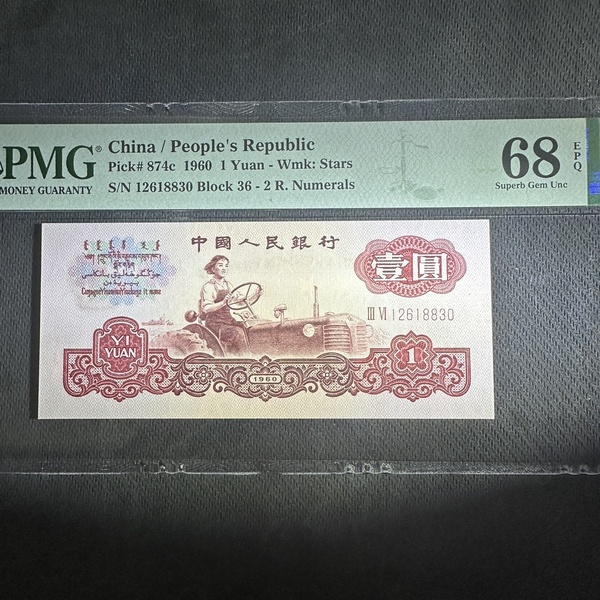 PMG®
MONEY GUARANTY
China / People's Republic
Pick# 874c 1960 1 Yuan - Wmk: Stars
S/N 12618830 Block 36 - 2 R. Numerals
68
EPQ
Superb Gem Unc
中國人民銀行
壹圓
III VI 12618830
YI
YUAN
1960
1